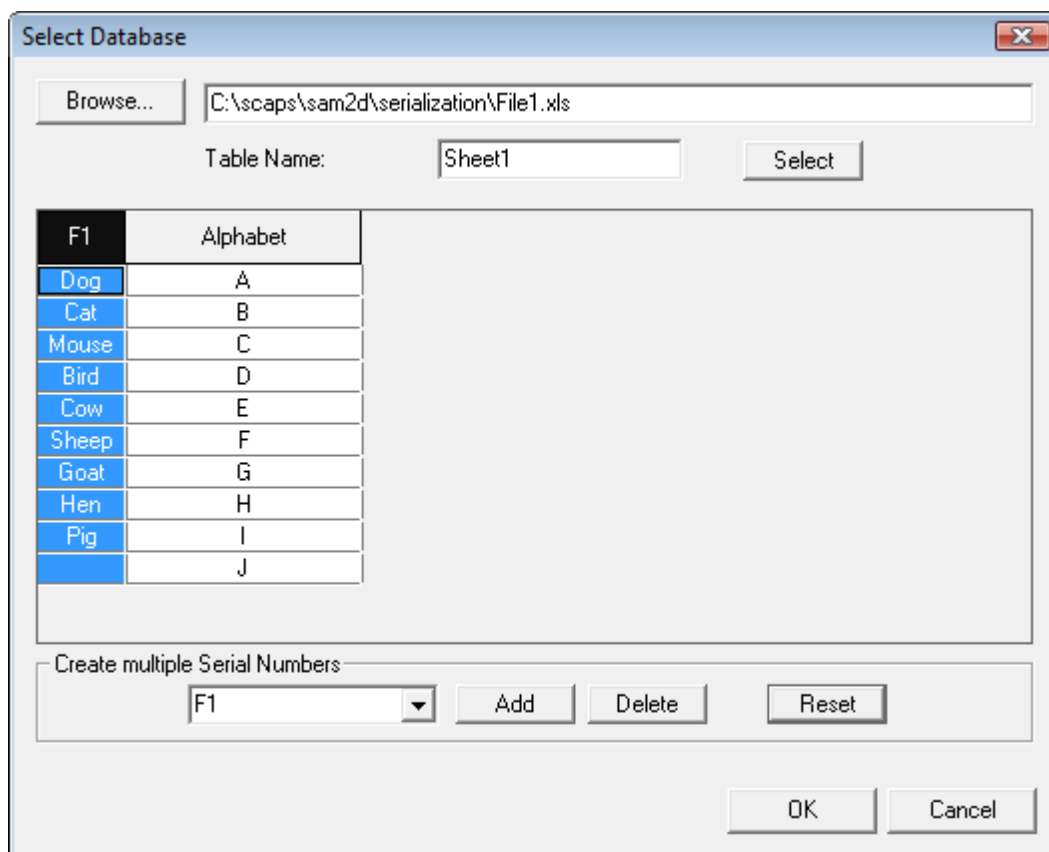 Select Database
Browse... C:\scaps\sam2d\serialization\File1.xls
Table Name: Sheet1 Select
F1 Alphabet
Dog A
Cat B
Mouse C
Bird D
Cow E
Sheep F
Goat G
Hen H
Pig I
J
Create multiple Serial Numbers
F1 Add Delete Reset
OK Cancel